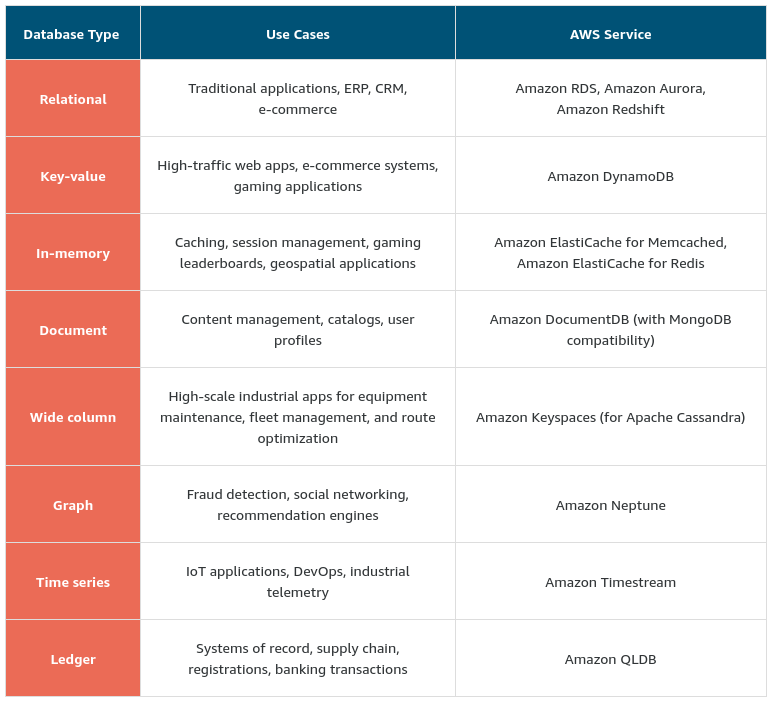 Database Type
Use Cases
AWS Service
Relational
Traditional applications, ERP, CRM,
e-commerce
Amazon RDS, Amazon Aurora,
Amazon Redshift
Key-value
High-traffic web apps, e-commerce systems,
gaming applications
Amazon DynamoDB
In-memory
Caching, session management, gaming
leaderboards, geospatial applications
Amazon ElastiCache for Memcached,
Amazon ElastiCache for Redis
Document
Content management, catalogs, user
profiles
Amazon DocumentDB (with MongoDB
compatibility)
Wide column
High-scale industrial apps for equipment
maintenance, fleet management, and route
optimization
Amazon Keyspaces (for Apache Cassandra)
Graph
Fraud detection, social networking,
recommendation engines
Amazon Neptune
Time series
IoT applications, DevOps, industrial
telemetry
Amazon Timestream
Ledger
Systems of record, supply chain,
registrations, banking transactions
Amazon QLDB